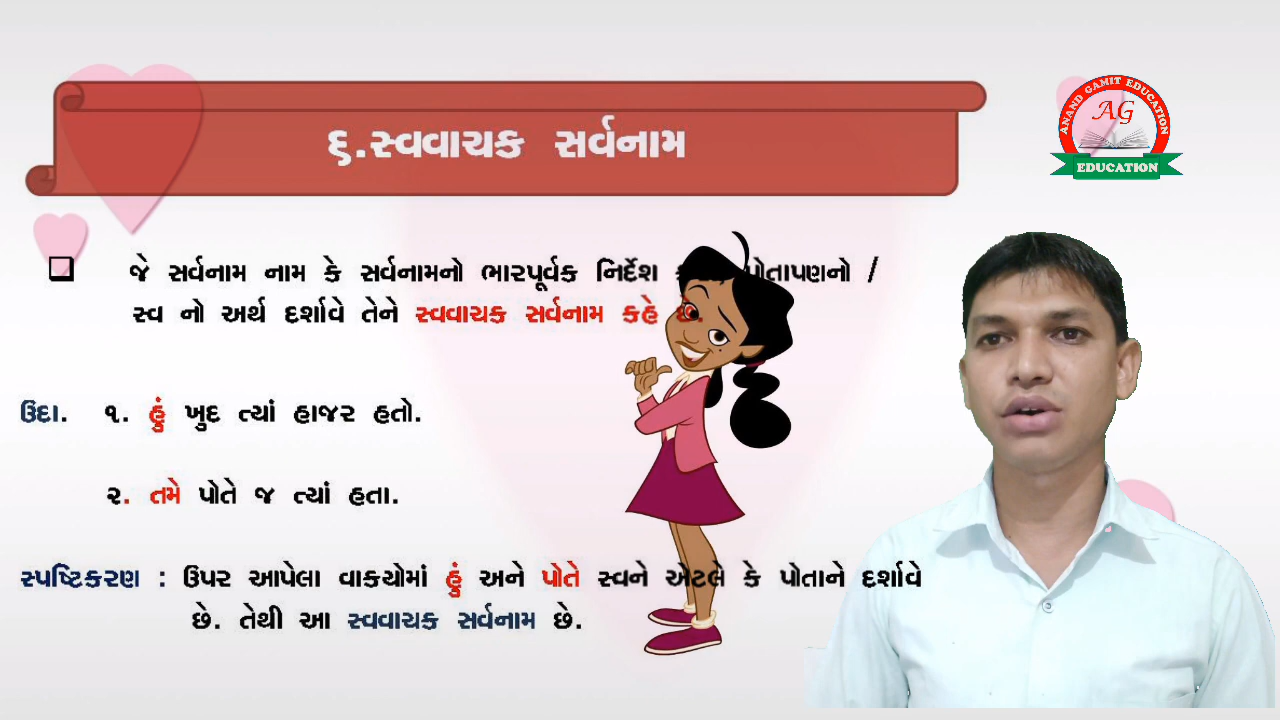 ૬.સ્વવાચક સર્વનામ
ANAND GAMIT EDUCATION
AG
EDUCATION
જે સર્વનામ નામ કે સર્વનામનો ભારપૂર્વક નિર્દેશ પોતાપણનો /
સ્વ નો અર્થ દર્શાવે તેને સ્વવાચક સર્વનામ કહે છે.
ઉદા. ૧. હું ખુદ ત્યાં હાજર હતો.
૨. તમે પોતે જ ત્યાં હતા.
સ્પષ્ટિકરણ : ઉપર આપેલા વાક્યોમાં હું અને પોતે સ્વને એટલે કે પોતાને દર્શાવે
છે. તેથી આ સ્વવાચક સર્વનામ છે.